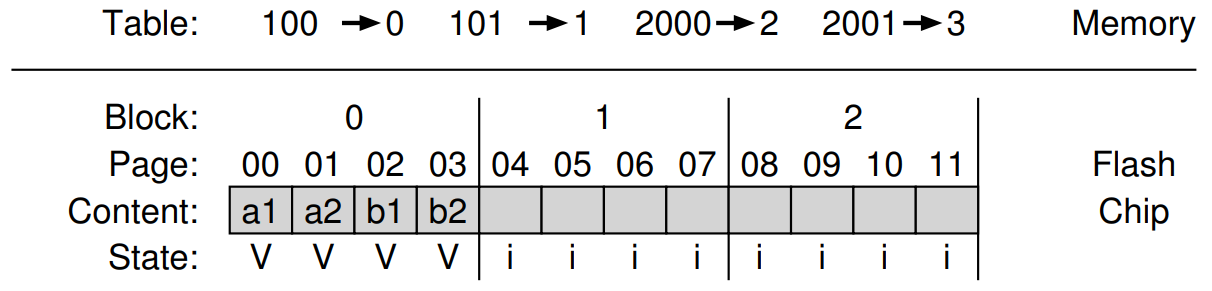 Table: 100 → 0 101 → 1 2000 → 2 2001 → 3 Memory
Block: 0 1 2
Page: 00 01 02 03 04 05 06 07 08 09 10 11 Flash
Content: a1 a2 b1 b2 Chip
State: V V V V i i i i i i i i